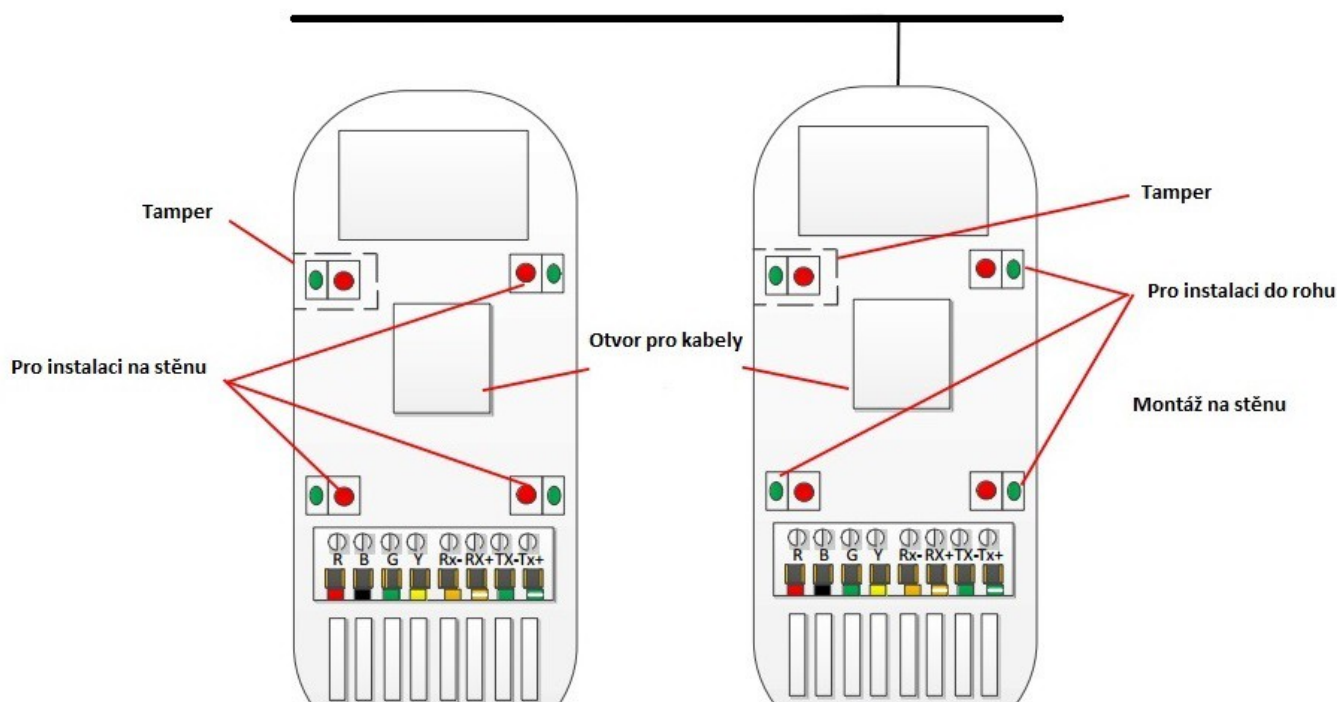 Tamper
Tamper
Pro instalaci do rohu
Otvor pro kabely
Pro instalaci na stěnu
Montáž na stěnu
R B G Y Rx- RX+ TX- Tx+
R B G Y Rx- RX+ TX- Tx+